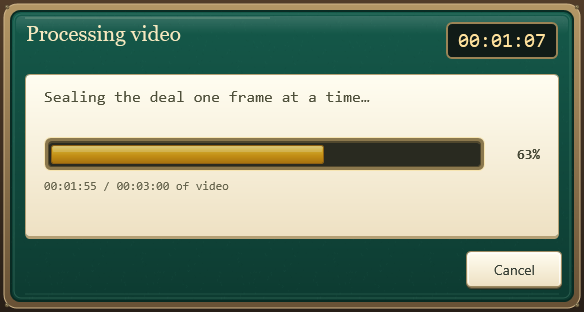 Processing video
00:01:07
Sealing the deal one frame at a time…
63%
00:01:55 / 00:03:00 of video
Cancel